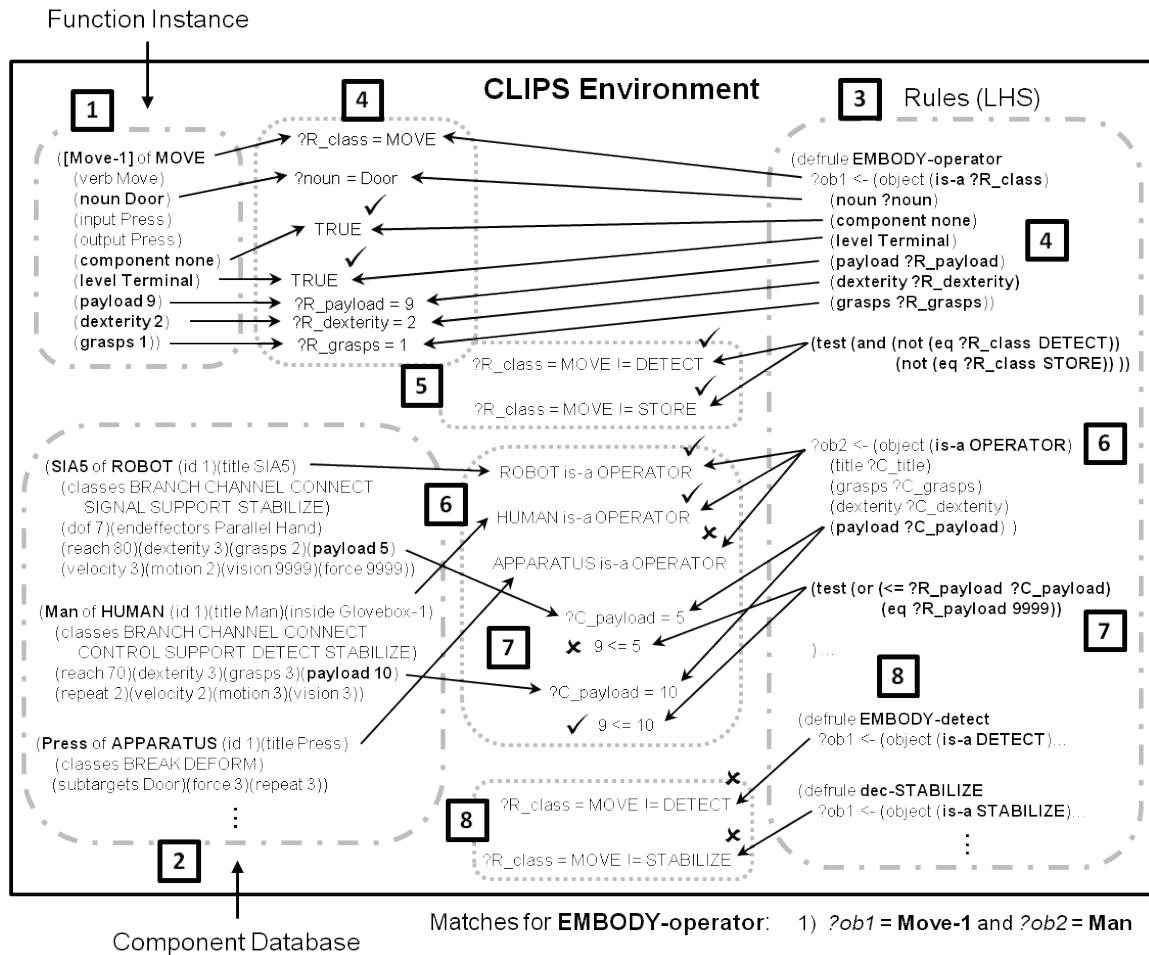 Function Instance
CLIPS Environment
1
4
3
Rules (LHS)
([Move-1] of MOVE
(verb Move)
(noun Door)
(input Press)
(output Press)
(component none)
(level Terminal)
(payload 9)
(dexterity 2)
(grasps 1))
?R_class = MOVE
?noun = Door
✓
TRUE
✓
TRUE
?R_payload = 9
?R_dexterity = 2
?R_grasps = 1
(defrule EMBODY-operator
?ob1 <- (object (is-a ?R_class)
(noun ?noun)
(component none)
(level Terminal)
(payload ?R_payload)
(dexterity ?R_dexterity)
(grasps ?R_grasps))
4
5
✓
?R_class = MOVE != DETECT
✓
?R_class = MOVE != STORE
(test (and (not (eq ?R_class DETECT))
(not (eq ?R_class STORE)) ))
(SIA5 of ROBOT (id 1)(title SIA5)
(classes BRANCH CHANNEL CONNECT
SIGNAL SUPPORT STABILIZE)
(dof 7)(endeffectors Parallel Hand)
(reach 80)(dexterity 3)(grasps 2)(payload 5)
(velocity 3)(motion 2)(vision 9999)(force 9999))
(Man of HUMAN (id 1)(title Man)(inside Glovebox-1)
(classes BRANCH CHANNEL CONNECT
CONTROL SUPPORT DETECT STABILIZE)
(reach 70)(dexterity 3)(grasps 3)(payload 10)
(repeat 2)(velocity 2)(motion 3)(vision 3))
(Press of APPARATUS (id 1)(title Press)
(classes BREAK DEFORM)
(subtargets Door)(force 3)(repeat 3))
⋮
2
6
✓
ROBOT is-a OPERATOR
✓
HUMAN is-a OPERATOR
✘
APPARATUS is-a OPERATOR
?C_payload = 5
7
✘ 9 <= 5
?C_payload = 10
✓ 9 <= 10
?ob2 <- (object (is-a OPERATOR)
(title ?C_title)
(grasps ?C_grasps)
(dexterity ?C_dexterity)
(payload ?C_payload) )
6
(test (or (<= ?R_payload ?C_payload)
(eq ?R_payload 9999))
7
) ...
8
(defrule EMBODY-detect
?ob1 <- (object (is-a DETECT)...
(defrule dec-STABILIZE
?ob1 <- (object (is-a STABILIZE)...
⋮
✘
?R_class = MOVE != DETECT
8
✘
?R_class = MOVE != STABILIZE
Component Database
Matches for EMBODY-operator: 1) ?ob1 = Move-1 and ?ob2 = Man